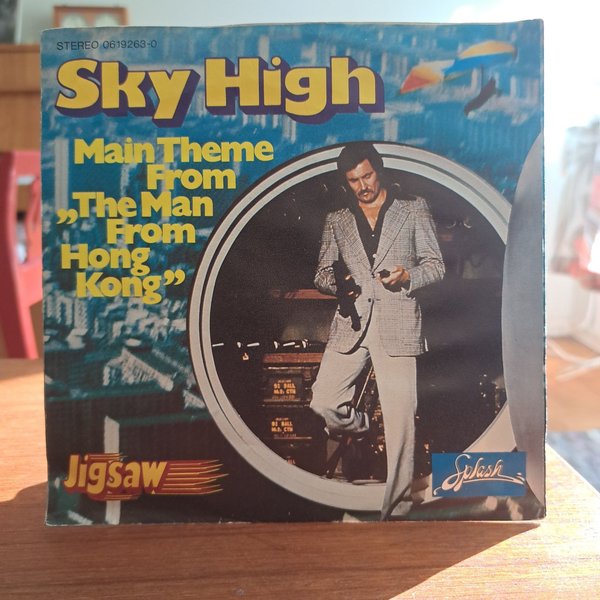 STEREO 0619263-0
Sky High
Main Theme
From
„The Man
From
Hong
Kong”
Jigsaw
Splash